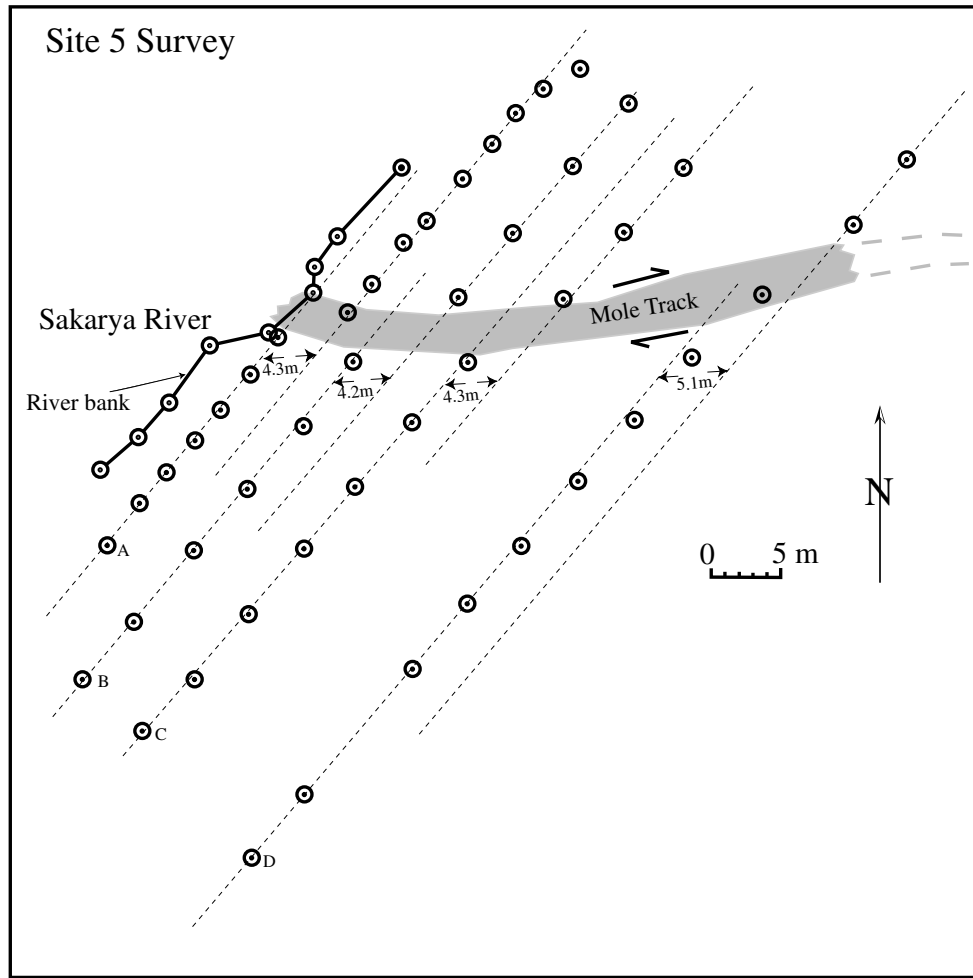 Site 5 Survey
Sakarya River
Mole Track
River bank
4.3m
4.2m
4.3m
5.1m
N
A
0 5 m
B
C
D